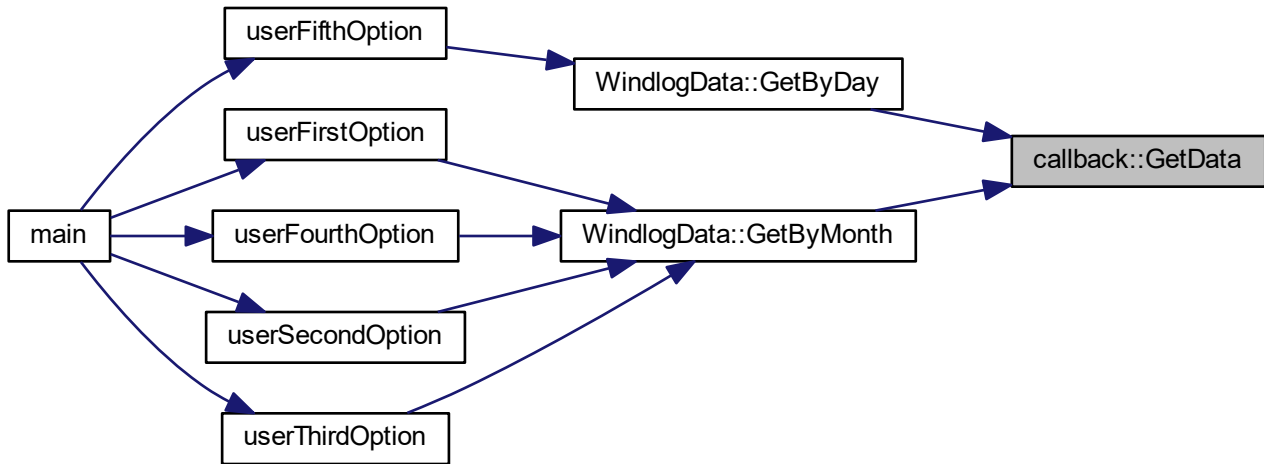 userFifthOption
WindlogData::GetByDay
userFirstOption
callback::GetData
main
userFourthOption
WindlogData::GetByMonth
userSecondOption
userThirdOption